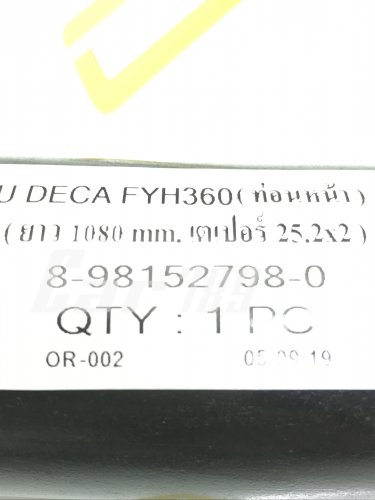 U DECA FYH360 ( ท่อนหน้า )
( ยาว 1080 mm. เตเปอร์ 25.2x2 )
8-98152798-0
QTY : 1 PC
OR-002 05.09.19